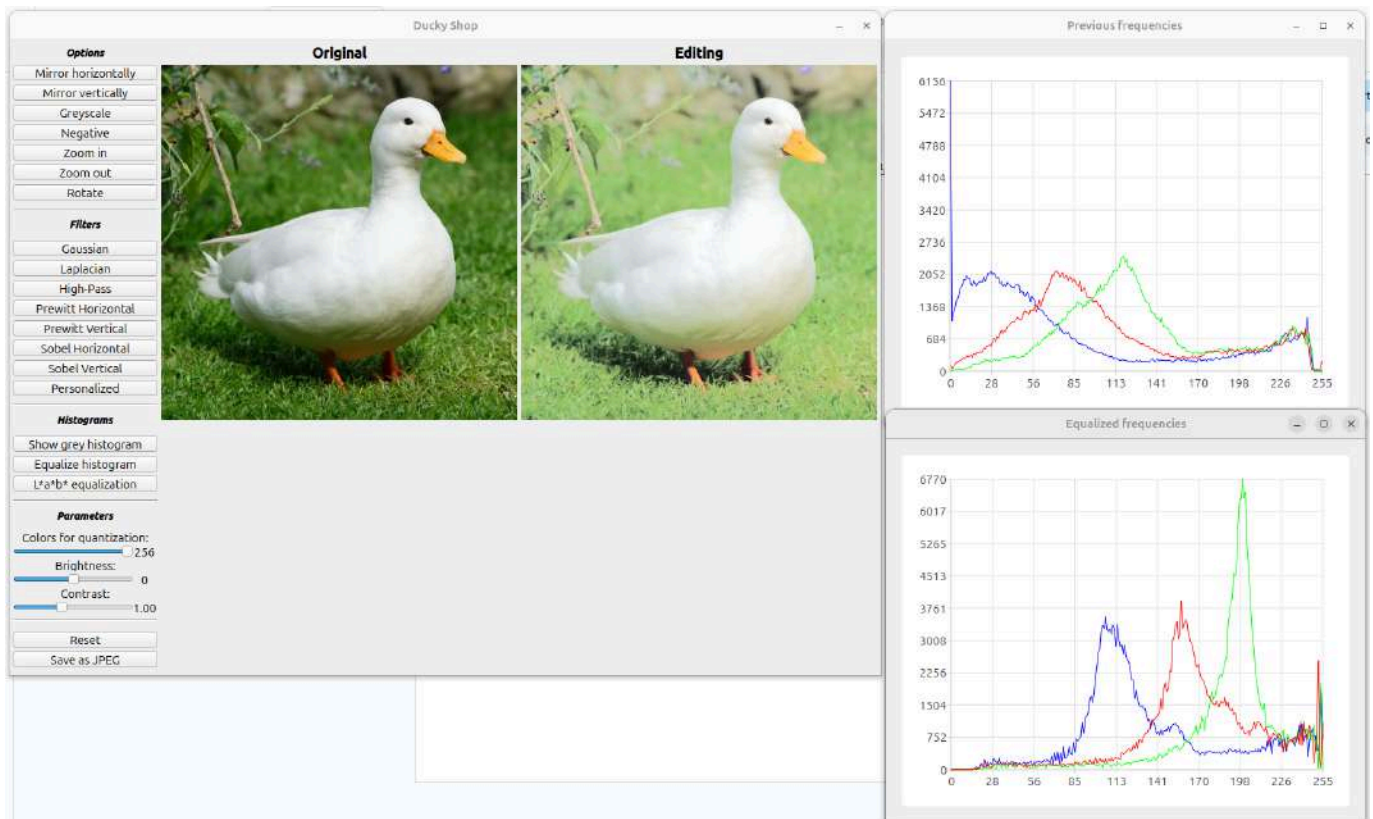 Ducky Shop
Options
Mirror horizontally
Mirror vertically
Greyscale
Negative
Zoom in
Zoom out
Rotate
Filters
Gaussian
Laplacian
High-Pass
Prewitt Horizontal
Prewitt Vertical
Sobel Horizontal
Sobel Vertical
Personalized
Histograms
Show grey histogram
Equalize histogram
L*a*b* equalization
Parameters
Colors for quantization:
256
Brightness:
0
Contrast:
1.00
Reset
Save as JPEG
Original
Editing
Previous frequencies
6156
5472
4788
4104
3420
2736
2052
1368
684
0
0 28 56 85 113 141 170 198 226 255
Equalized frequencies
6770
6017
5265
4513
3761
3008
2256
1504
752
0
0 28 56 85 113 141 170 198 226 255